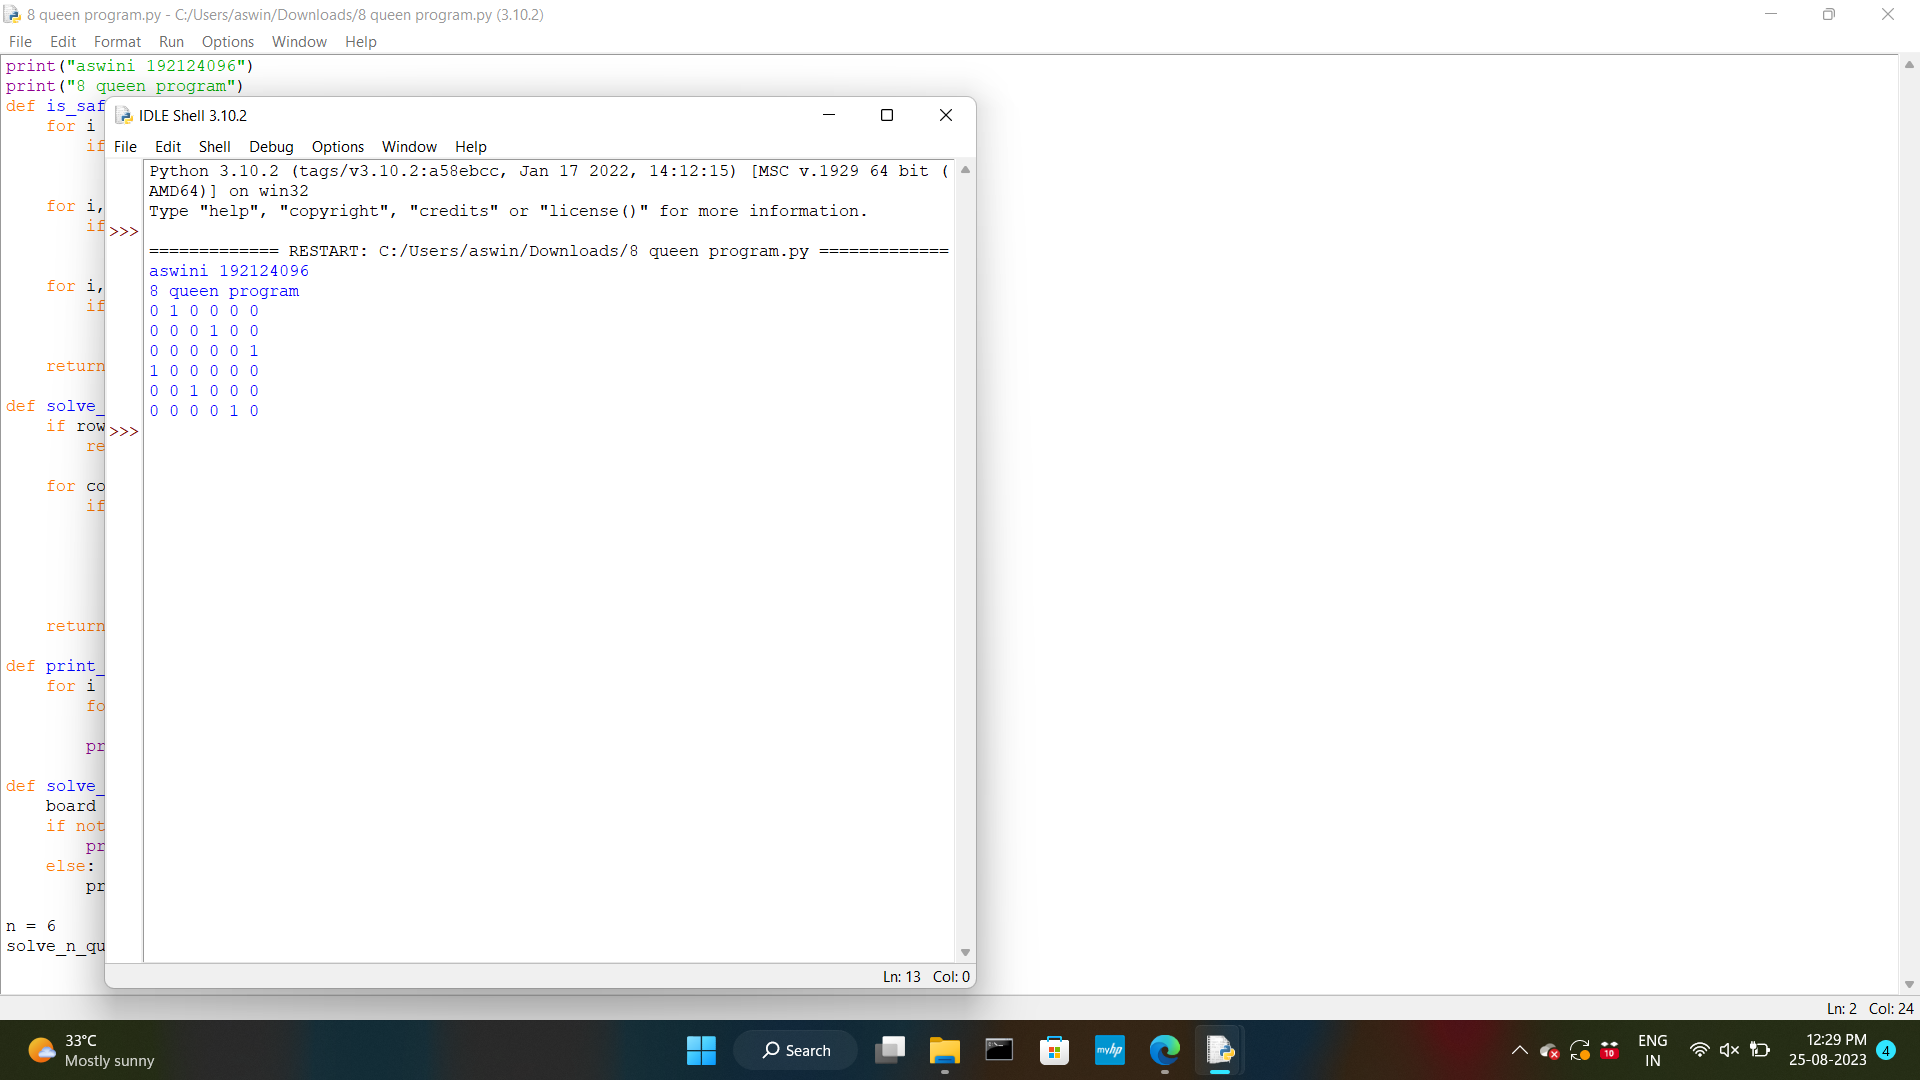 8 queen program.py - C:/Users/aswin/Downloads/8 queen program.py (3.10.2)
File Edit Format Run Options Window Help
print("aswini 192124096")
print("8 queen program")
def is_saf
for i
if
for i,
if
for i,
if
return
def solve_
if row
re
for co
if
return
def print_
for i
fo
pr
def solve_
board
if not
pr
else:
pr
n = 6
solve_n_qu
IDLE Shell 3.10.2
File Edit Shell Debug Options Window Help
Python 3.10.2 (tags/v3.10.2:a58ebcc, Jan 17 2022, 14:12:15) [MSC v.1929 64 bit (
AMD64)] on win32
Type "help", "copyright", "credits" or "license()" for more information.
>>>
============= RESTART: C:/Users/aswin/Downloads/8 queen program.py =============
aswini 192124096
8 queen program
0 1 0 0 0 0
0 0 0 1 0 0
0 0 0 0 0 1
1 0 0 0 0 0
0 0 1 0 0 0
0 0 0 0 1 0
>>>
Ln: 13 Col: 0
Ln: 2 Col: 24
33°C
Mostly sunny
Search
myhp
10
ENG
IN
12:29 PM
25-08-2023
4